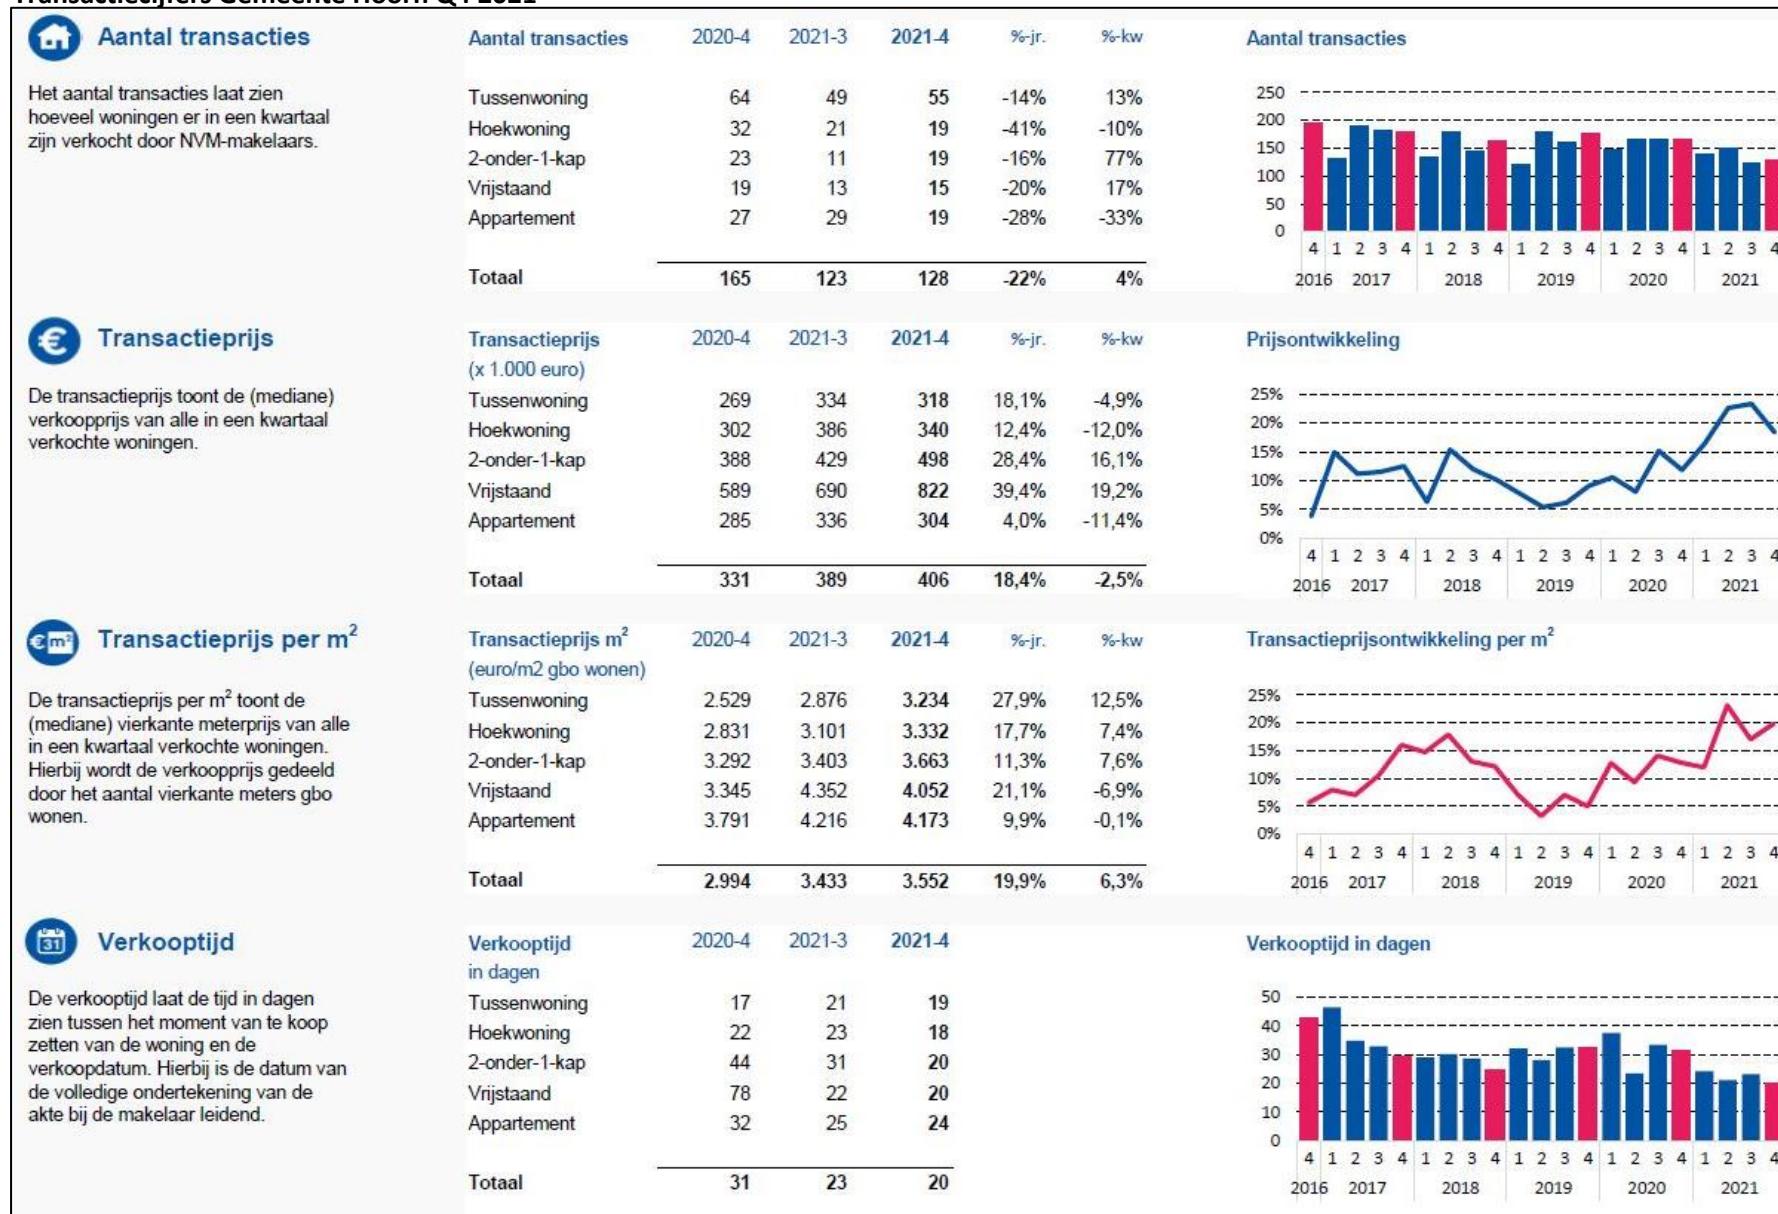 Transactiecijfers Gemeente Hoorn Q4 2021
Aantal transacties
Het aantal transacties laat zien
hoeveel woningen er in een kwartaal
zijn verkocht door NVM-makelaars.
Aantal transacties 2020-4 2021-3 2021-4 %-jr. %-kw
Tussenwoning 64 49 55 -14% 13%
Hoekwoning 32 21 19 -41% -10%
2-onder-1-kap 23 11 19 -16% 77%
Vrijstaand 19 13 15 -20% 17%
Appartement 27 29 19 -28% -33%
Totaal 165 123 128 -22% 4%
Aantal transacties
250
200
150
100
50
0
4 1 2 3 4 1 2 3 4 1 2 3 4 1 2 3 4 1 2 3 4
2016 2017 2018 2019 2020 2021
€ Transactieprijs
De transactieprijs toont de (mediane)
verkoopprijs van alle in een kwartaal
verkochte woningen.
Transactieprijs 2020-4 2021-3 2021-4 %-jr. %-kw
(x 1.000 euro)
Tussenwoning 269 334 318 18,1% -4,9%
Hoekwoning 302 386 340 12,4% -12,0%
2-onder-1-kap 388 429 498 28,4% 16,1%
Vrijstaand 589 690 822 39,4% 19,2%
Appartement 285 336 304 4,0% -11,4%
Totaal 331 389 406 18,4% -2,5%
Prijsontwikkeling
25%
20%
15%
10%
5%
0%
4 1 2 3 4 1 2 3 4 1 2 3 4 1 2 3 4 1 2 3 4
2016 2017 2018 2019 2020 2021
€ m² Transactieprijs per m²
De transactieprijs per m² toont de
(mediane) vierkante meterprijs van alle
in een kwartaal verkochte woningen.
Hierbij wordt de verkoopprijs gedeeld
door het aantal vierkante meters gbo
wonen.
Transactieprijs m² 2020-4 2021-3 2021-4 %-jr. %-kw
(euro/m2 gbo wonen)
Tussenwoning 2.529 2.876 3.234 27,9% 12,5%
Hoekwoning 2.831 3.101 3.332 17,7% 7,4%
2-onder-1-kap 3.292 3.403 3.663 11,3% 7,6%
Vrijstaand 3.345 4.352 4.052 21,1% -6,9%
Appartement 3.791 4.216 4.173 9,9% -0,1%
Totaal 2.994 3.433 3.552 19,9% 6,3%
Transactieprijsontwikkeling per m²
25%
20%
15%
10%
5%
0%
4 1 2 3 4 1 2 3 4 1 2 3 4 1 2 3 4 1 2 3 4
2016 2017 2018 2019 2020 2021
31 Verkooptijd
De verkooptijd laat de tijd in dagen
zien tussen het moment van te koop
zetten van de woning en de
verkoopdatum. Hierbij is de datum van
de volledige ondertekening van de
akte bij de makelaar leidend.
Verkooptijd 2020-4 2021-3 2021-4
in dagen
Tussenwoning 17 21 19
Hoekwoning 22 23 18
2-onder-1-kap 44 31 20
Vrijstaand 78 22 20
Appartement 32 25 24
Totaal 31 23 20
Verkooptijd in dagen
50
40
30
20
10
0
4 1 2 3 4 1 2 3 4 1 2 3 4 1 2 3 4 1 2 3 4
2016 2017 2018 2019 2020 2021